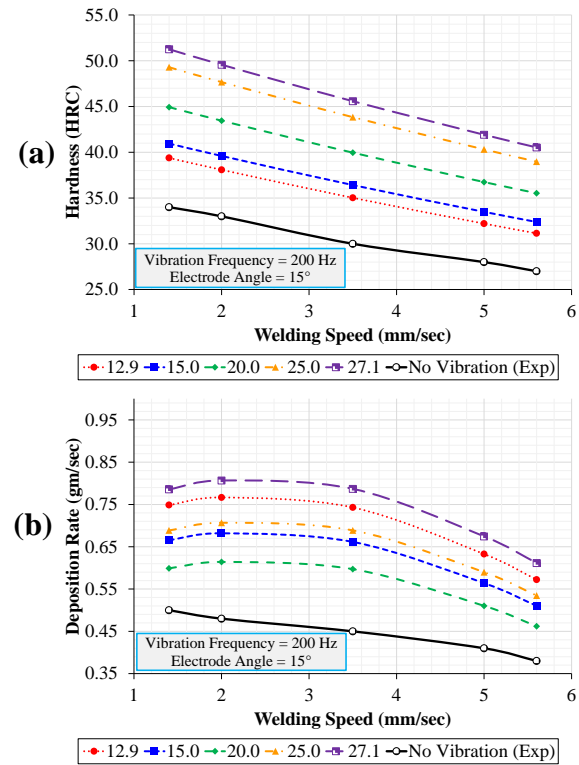 (a)
Hardness (HRC)
55.0
50.0
45.0
40.0
35.0
30.0
25.0
Vibration Frequency = 200 Hz
Electrode Angle = 15°
1 2 3 4 5 6
Welding Speed (mm/sec)
12.9 15.0 20.0 25.0 27.1 No Vibration (Exp)
(b)
Deposition Rate (gm/sec)
0.95
0.85
0.75
0.65
0.55
0.45
0.35
Vibration Frequency = 200 Hz
Electrode Angle = 15°
1 2 3 4 5 6
Welding Speed (mm/sec)
12.9 15.0 20.0 25.0 27.1 No Vibration (Exp)